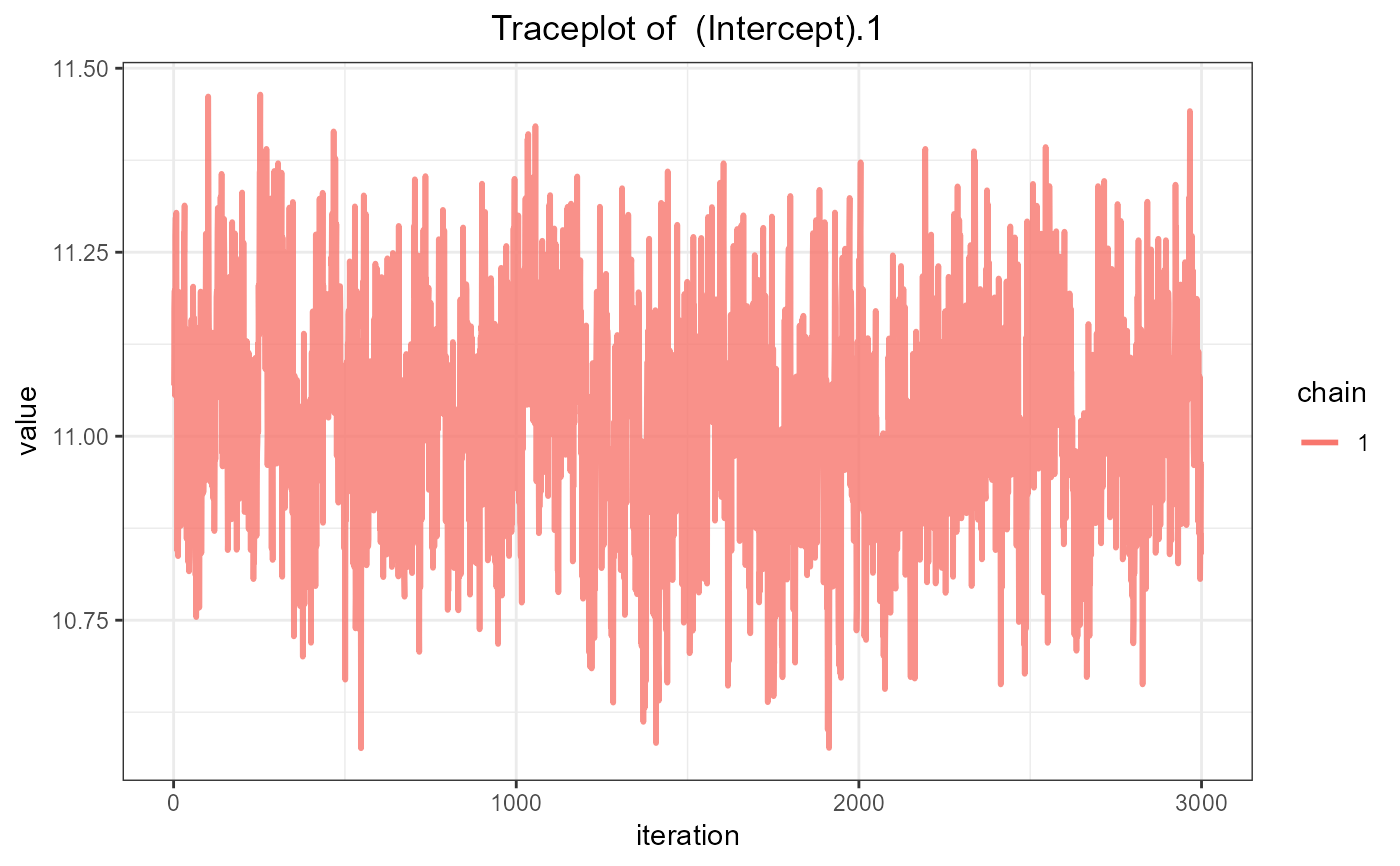 Traceplot of  (Intercept).1
11.50
11.25
11.00
10.75
value
0
1000
2000
3000
iteration
chain
1